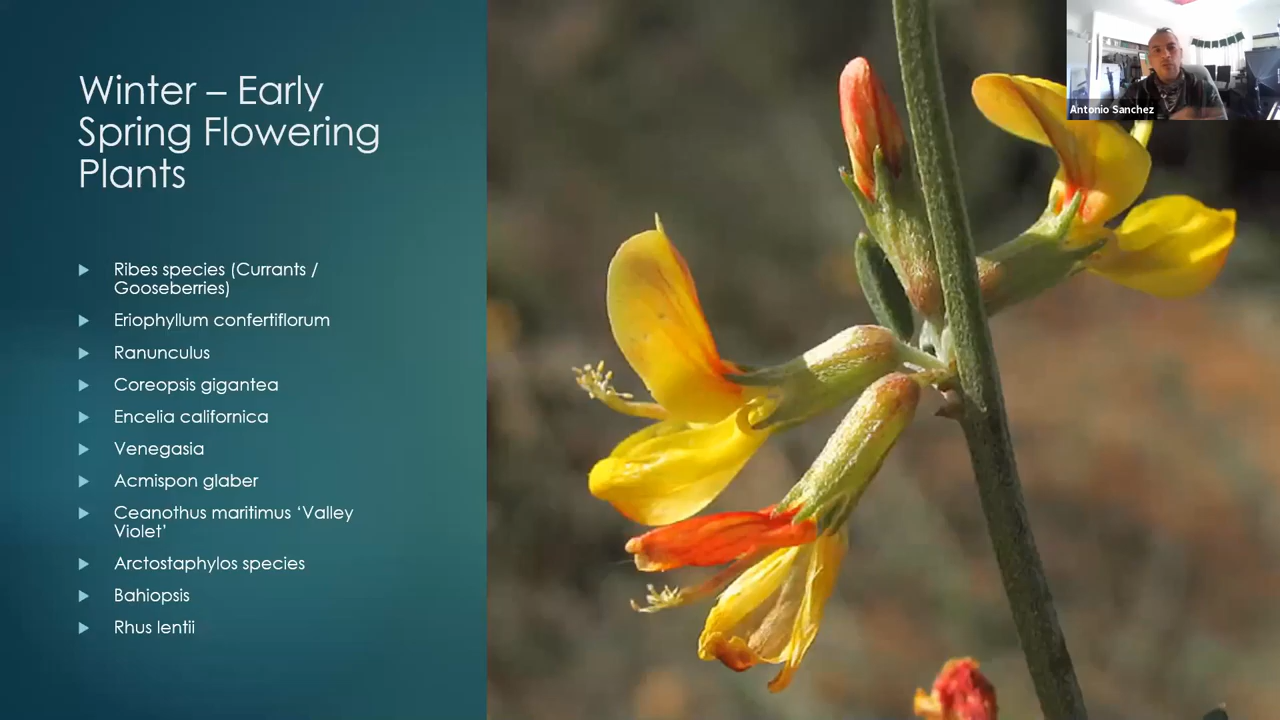 Winter – Early
Spring Flowering
Plants
Ribes species (Currants /
Gooseberries)
Eriophyllum confertiflorum
Ranunculus
Coreopsis gigantea
Encelia californica
Venegasia
Acmispon glaber
Ceanothus maritimus ‘Valley
Violet’
Arctostaphylos species
Bahiopsis
Rhus lentii
Antonio Sanchez